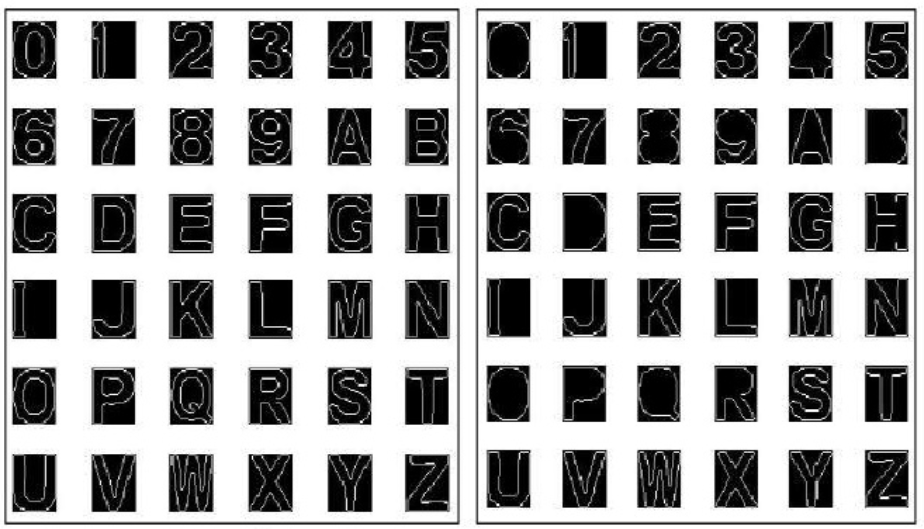 0 1 2 3 4 5
6 7 8 9 A B
C D E F G H
I J K L M N
O P Q R S T
U V W X Y Z
0 1 2 3 4 5
6 7 8 9 A B
C D E F G H
I J K L M N
O P Q R S T
U V W X Y Z